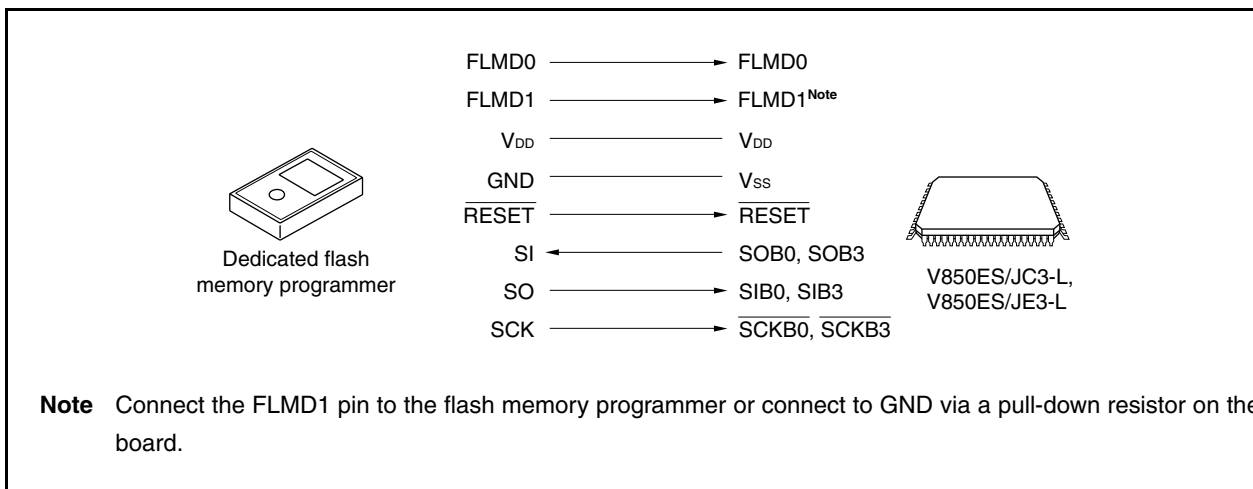 FLMD0 FLMD0
FLMD1 FLMD1Note
VDD VDD
GND VSS
RESET RESET
SI SOB0, SOB3
SO SIB0, SIB3
SCK SCKB0, SCKB3
Dedicated flash
memory programmer
V850ES/JC3-L,
V850ES/JE3-L
Note Connect the FLMD1 pin to the flash memory programmer or connect to GND via a pull-down resistor on the
board.